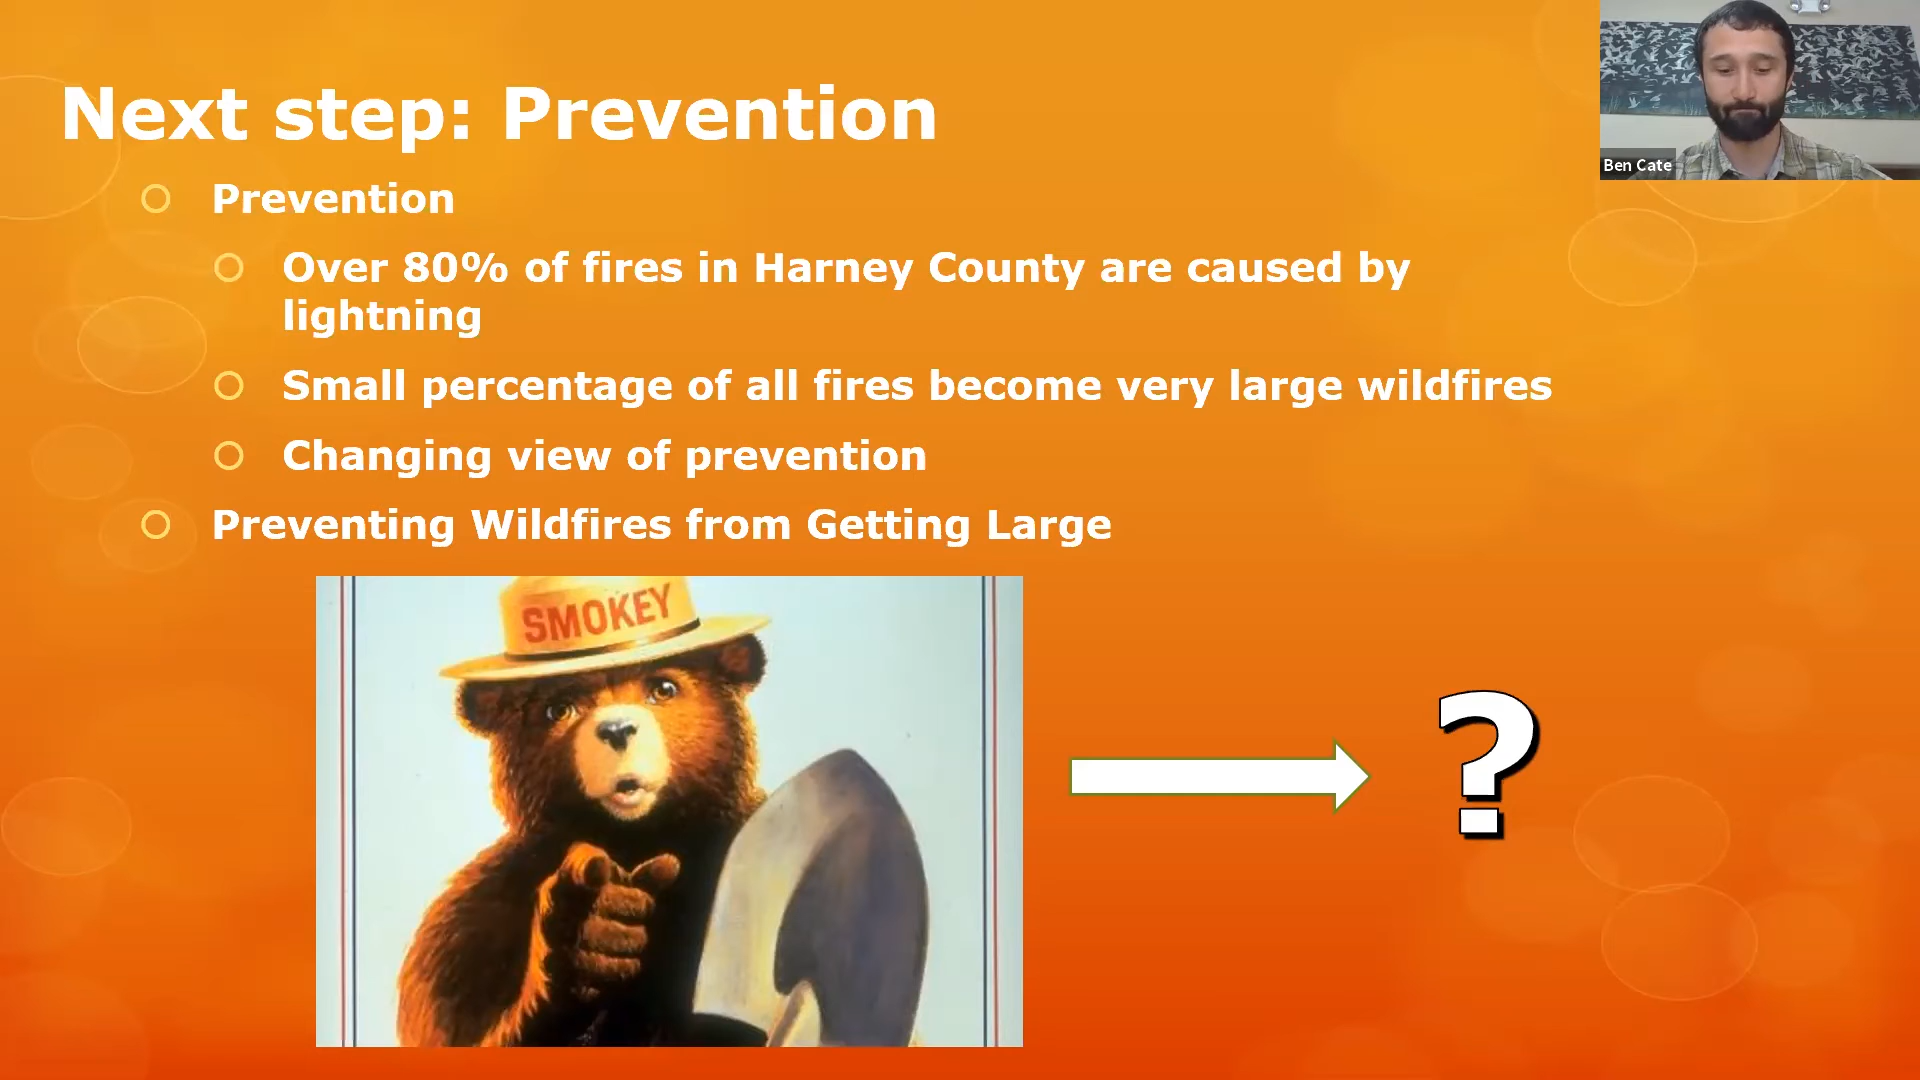 Next step: Prevention
Prevention
Over 80% of fires in Harney County are caused by
lightning
Small percentage of all fires become very large wildfires
Changing view of prevention
Preventing Wildfires from Getting Large
SMOKEY
?
Ben Cate